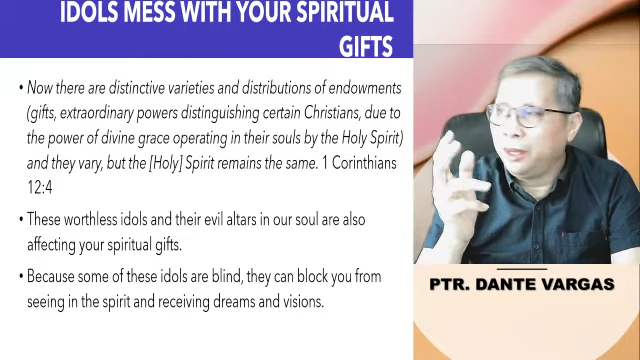 IDOLS MESS WITH YOUR SPIRITUAL
GIFTS
• Now there are distinctive varieties and distributions of endowments
(gifts, extraordinary powers distinguishing certain Christians, due to
the power of divine grace operating in their souls by the Holy Spirit)
and they vary, but the [Holy] Spirit remains the same. 1 Corinthians
12:4
• These worthless idols and their evil altars in our soul are also
affecting your spiritual gifts.
• Because some of these idols are blind, they can block you from
seeing in the spirit and receiving dreams and visions.
PTR. DANTE VARGAS